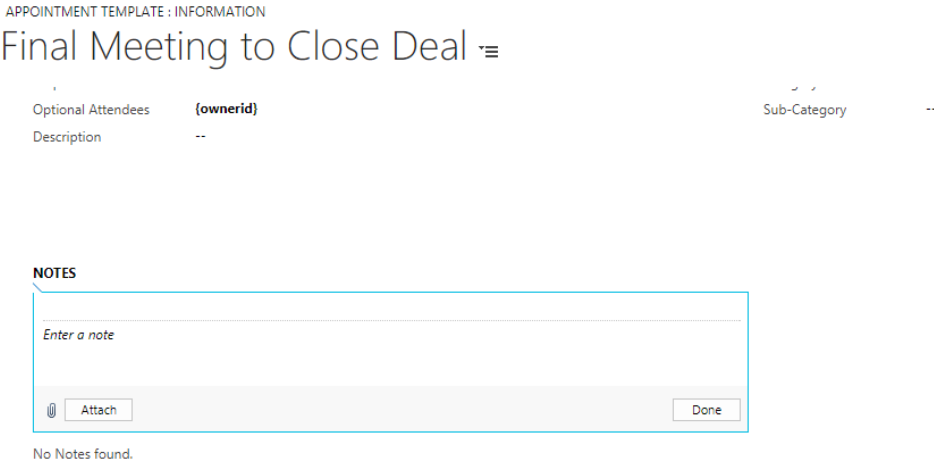 APPOINTMENT TEMPLATE : INFORMATION
Final Meeting to Close Deal
Optional Attendees {ownerid} Sub-Category --
Description --
NOTES
Enter a note
Attach Done
No Notes found.